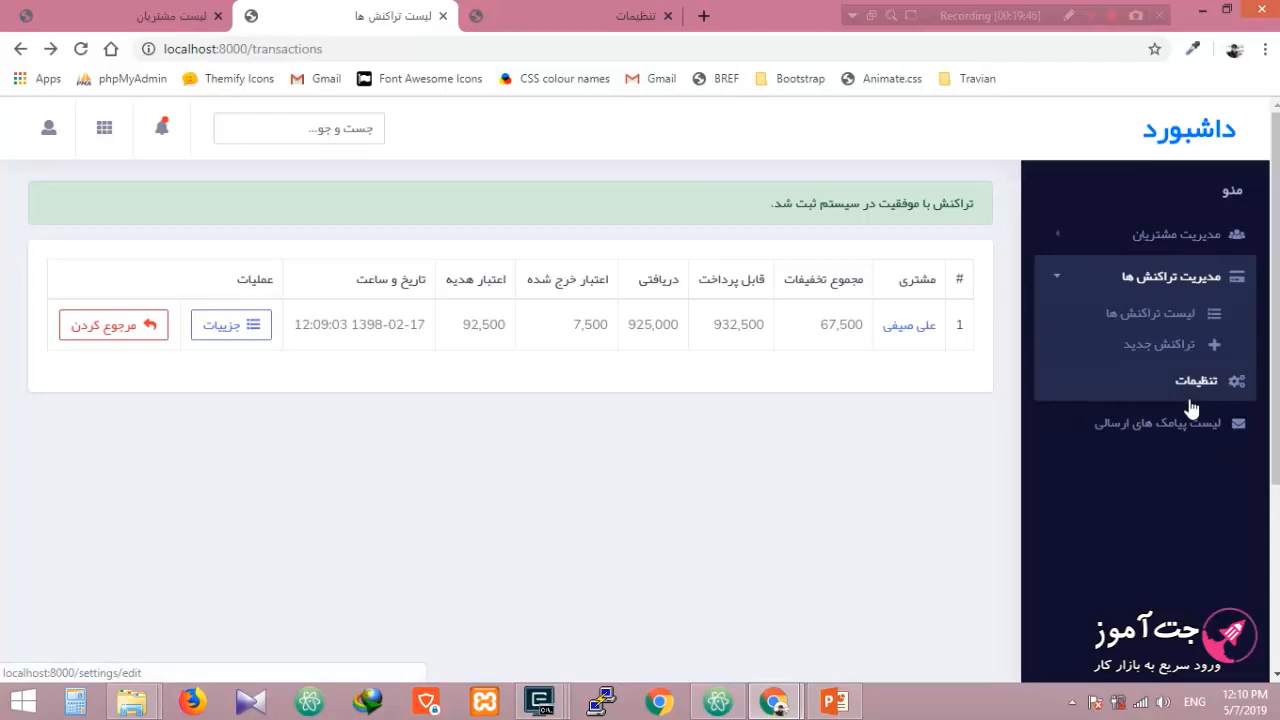 لیست مشتریان
لیست تراکنش ها
تنظیمات
Recording [00:19:46]
localhost:8000/transactions
Apps
phpMyAdmin
Themify Icons
Gmail
Font Awesome Icons
CSS colour names
Gmail
BREF
Bootstrap
Animate.css
Travian
داشبورد
جست و جو...
منو
مدیریت مشتریان
مدیریت تراکنش ها
لیست تراکنش ها
تراکنش جدید
تنظیمات
لیست پیامک های ارسالی
تراکنش با موفقیت در سیستم ثبت شد.
# مشتری مجموع تخفیفات قابل پرداخت دریافتی اعتبار خرج شده اعتبار هدیه تاریخ و ساعت عملیات
1 علی صیفی 67,500 932,500 925,000 7,500 92,500 1398-02-17 12:09:03 جزییات مرجوع کردن
جت‌آموز
ورود سریع به بازار کار
localhost:8000/settings/edit
ENG
12:10 PM
5/7/2019